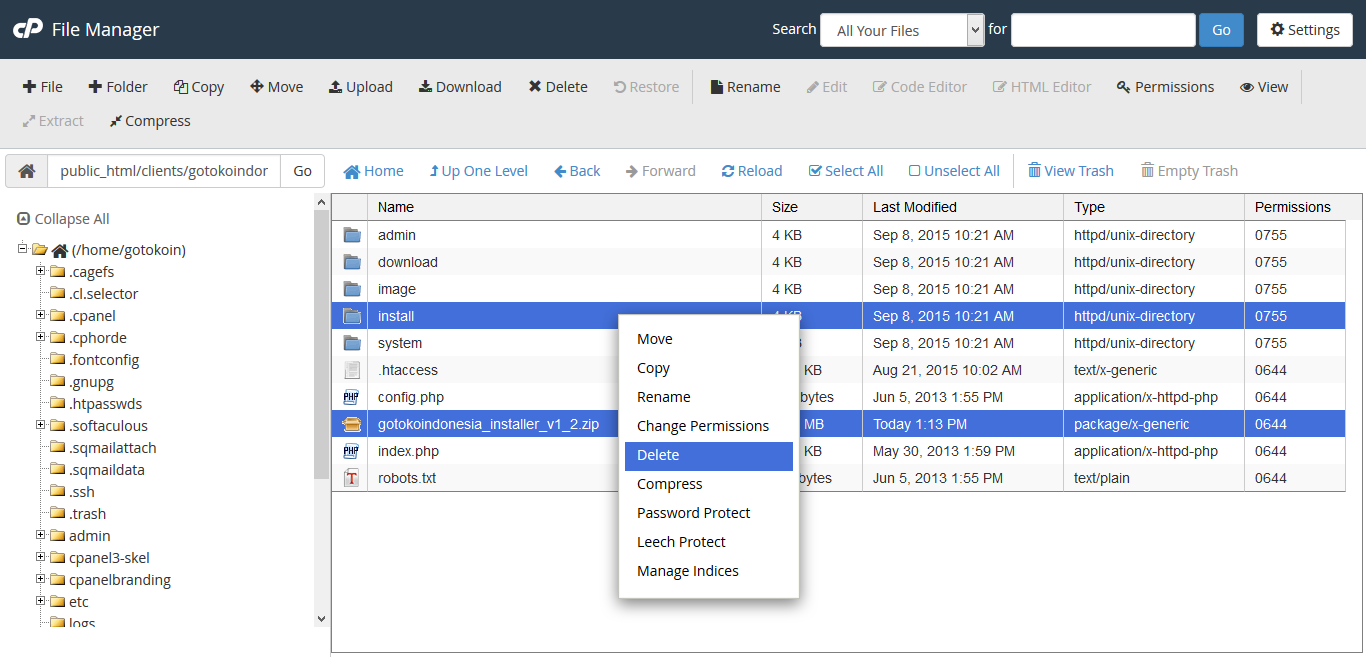 cP File Manager Search All Your Files for Go Settings
File Folder Copy Move Upload Download Delete Restore Rename Edit Code Editor HTML Editor Permissions View
Extract Compress
public_html/clients/gotokoindor Go Home Up One Level Back Forward Reload Select All Unselect All View Trash Empty Trash
Collapse All
(/home/gotokoin)
.cagefs
.cl.selector
.cpanel
.cphorde
.fontconfig
.gnupg
.htpasswds
.softaculous
.sqmailattach
.sqmaildata
.ssh
.trash
admin
cpanel3-skel
cpanelbranding
etc
logs
Name Size Last Modified Type Permissions
admin 4 KB Sep 8, 2015 10:21 AM httpd/unix-directory 0755
download 4 KB Sep 8, 2015 10:21 AM httpd/unix-directory 0755
image 4 KB Sep 8, 2015 10:21 AM httpd/unix-directory 0755
install 4 KB Sep 8, 2015 10:21 AM httpd/unix-directory 0755
system Sep 8, 2015 10:21 AM httpd/unix-directory 0755
.htaccess KB Aug 21, 2015 10:02 AM text/x-generic 0644
PHP config.php bytes Jun 5, 2013 1:55 PM application/x-httpd-php 0644
gotokoindonesia_installer_v1_2.zip MB Today 1:13 PM package/x-generic 0644
PHP index.php KB May 30, 2013 1:59 PM application/x-httpd-php 0644
T robots.txt bytes Jun 5, 2013 1:55 PM text/plain 0644
Move
Copy
Rename
Change Permissions
Delete
Compress
Password Protect
Leech Protect
Manage Indices